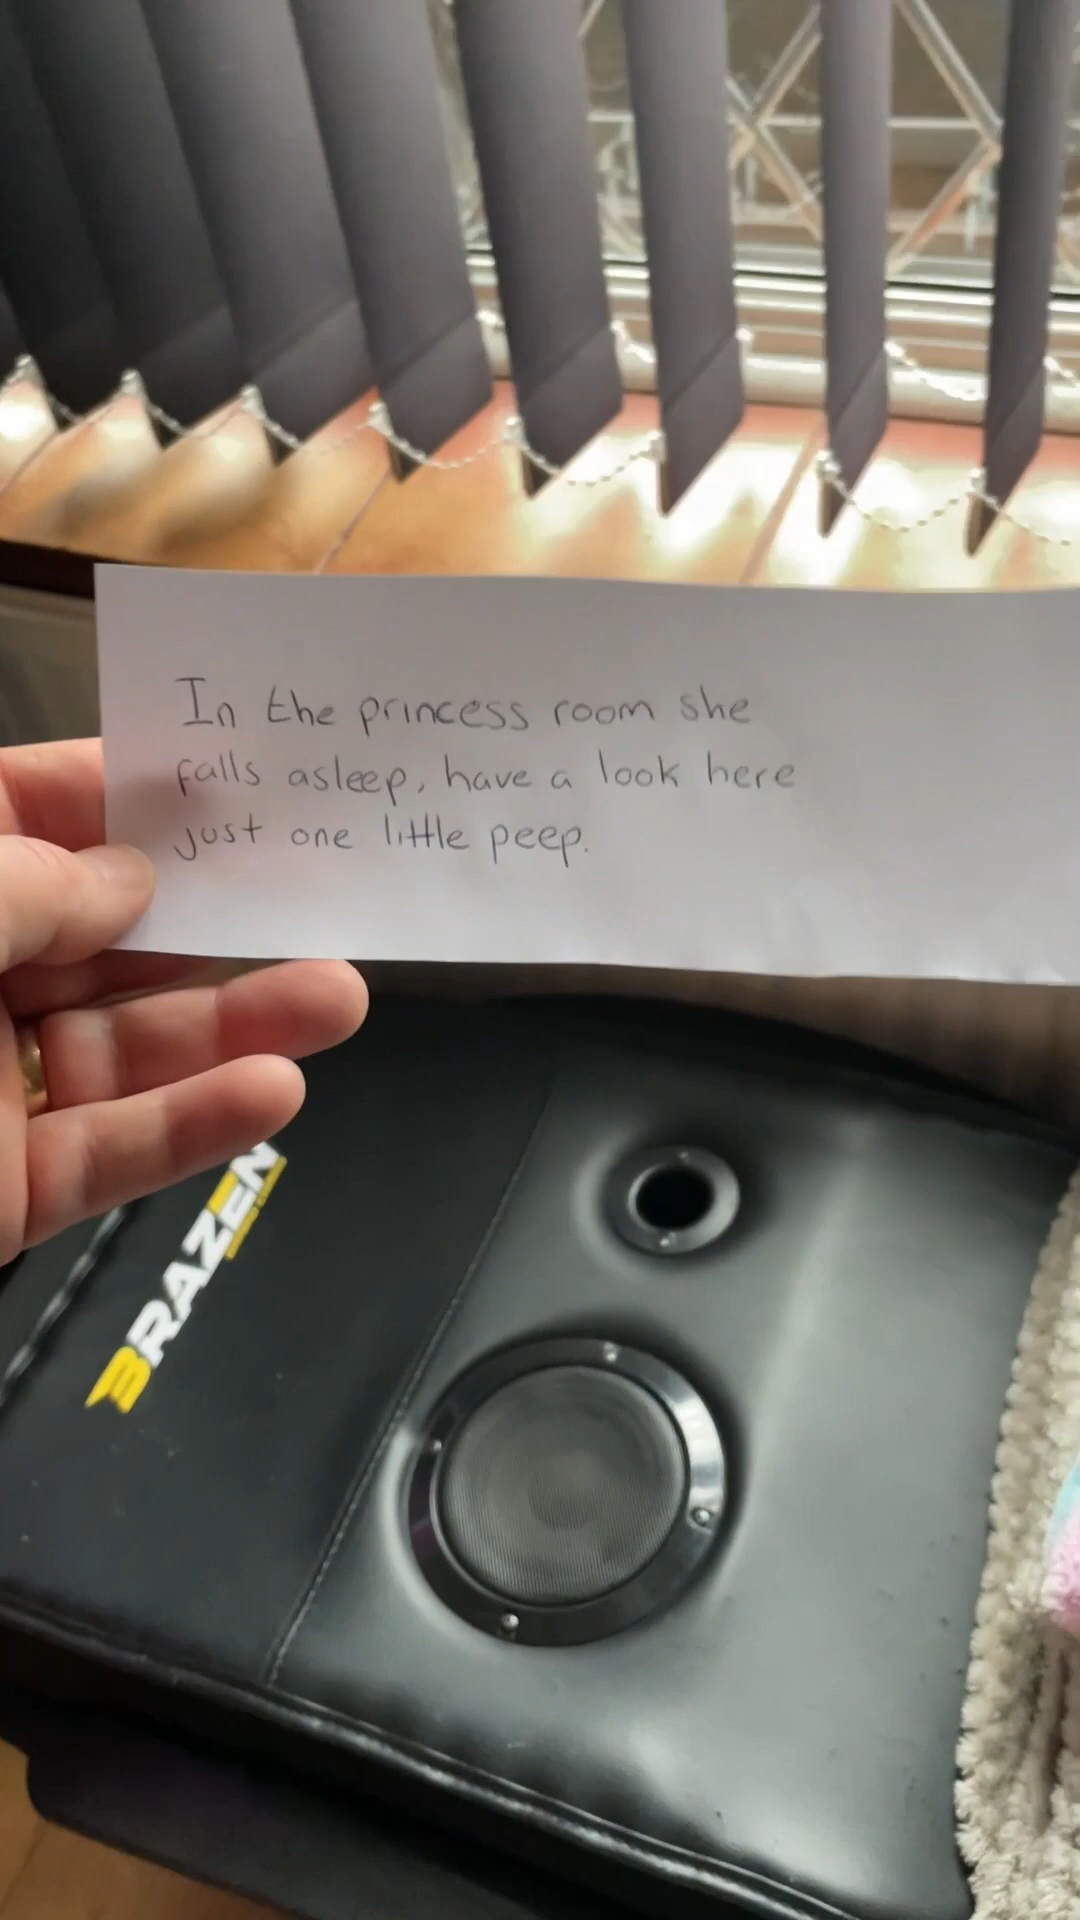 In the princess room she
falls asleep, have a look here
just one little peep.
BRAZEN